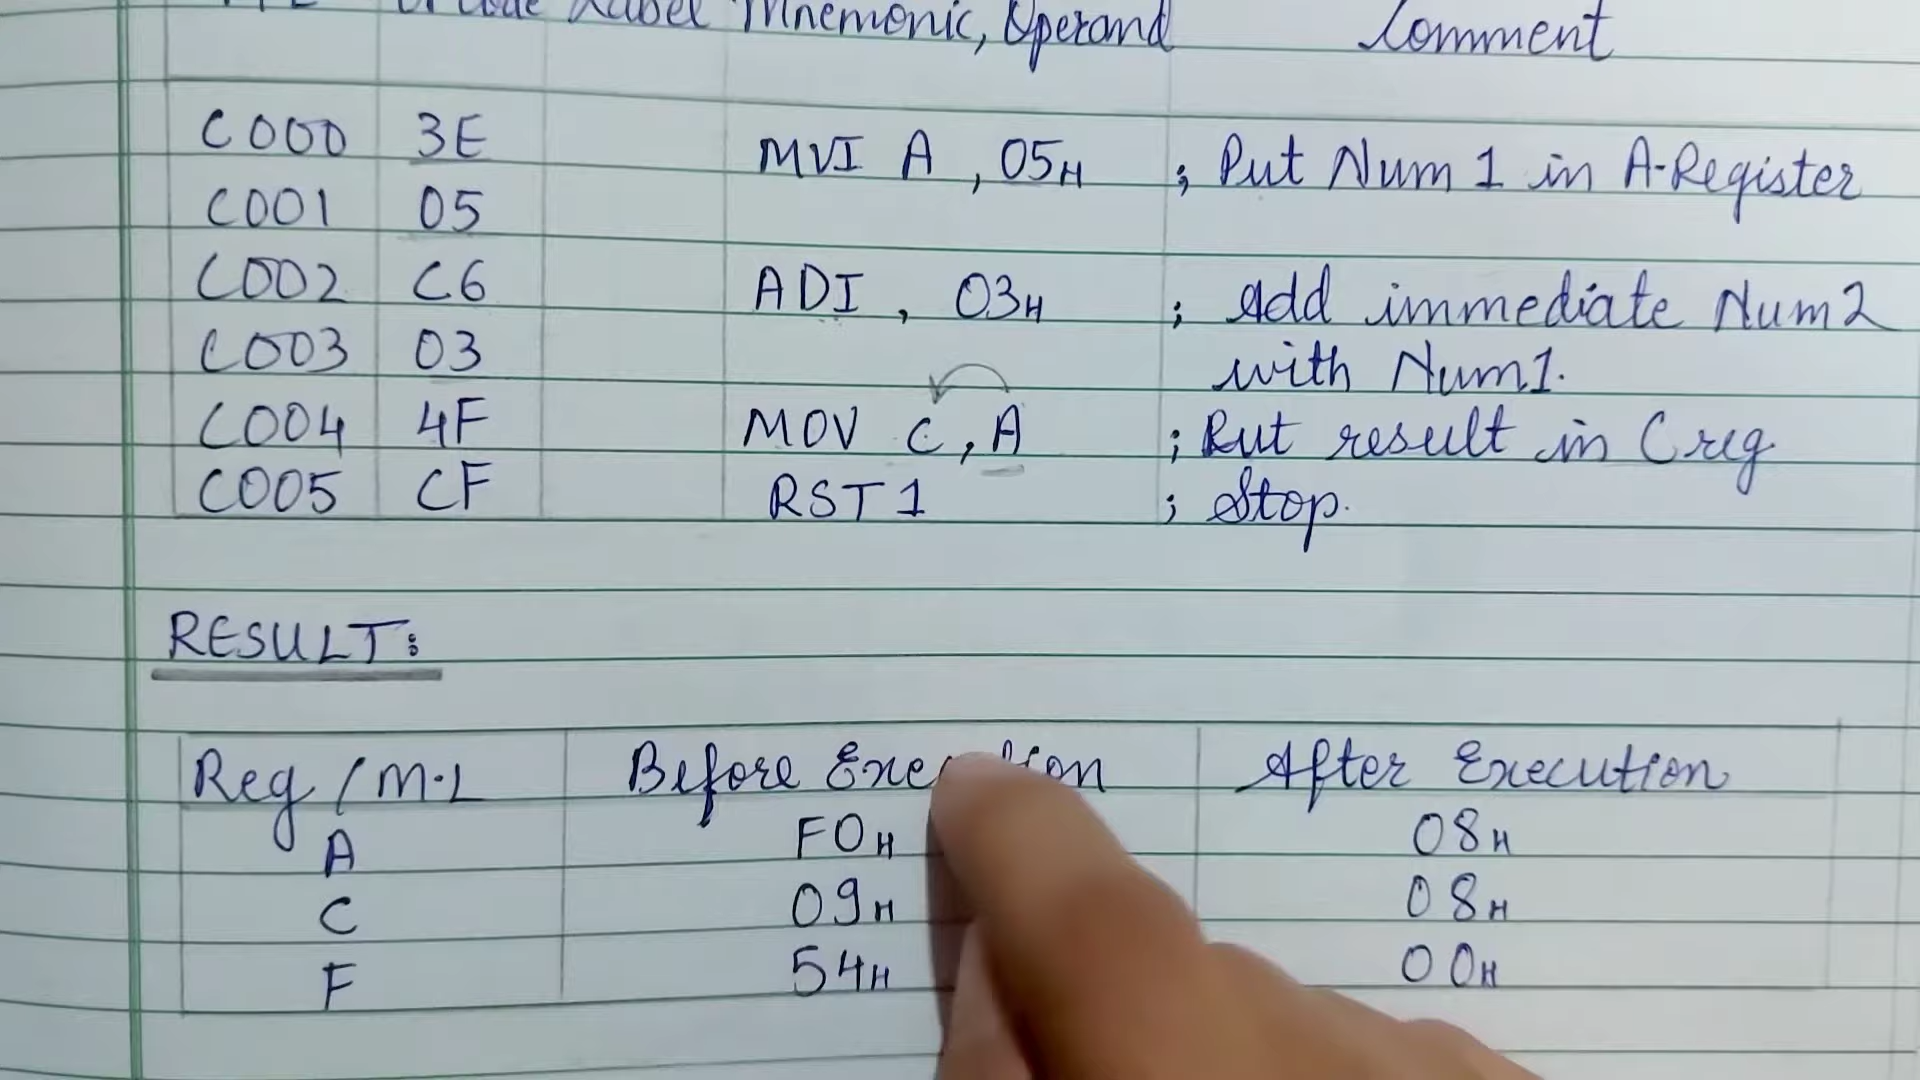 Label Mnemonic, Operand Comment
C000 3E MVI A, 05H ; Put Num 1 in A-Register
C001 05
C002 C6 ADI, 03H ; Add immediate Num2
C003 03 with Num1.
C004 4F MOV C, A ; Put result in C reg
C005 CF RST 1 ; Stop.
RESULT:
Reg / M.L Before Execution After Execution
A F0H 08H
C 09H 08H
F 54H 00H